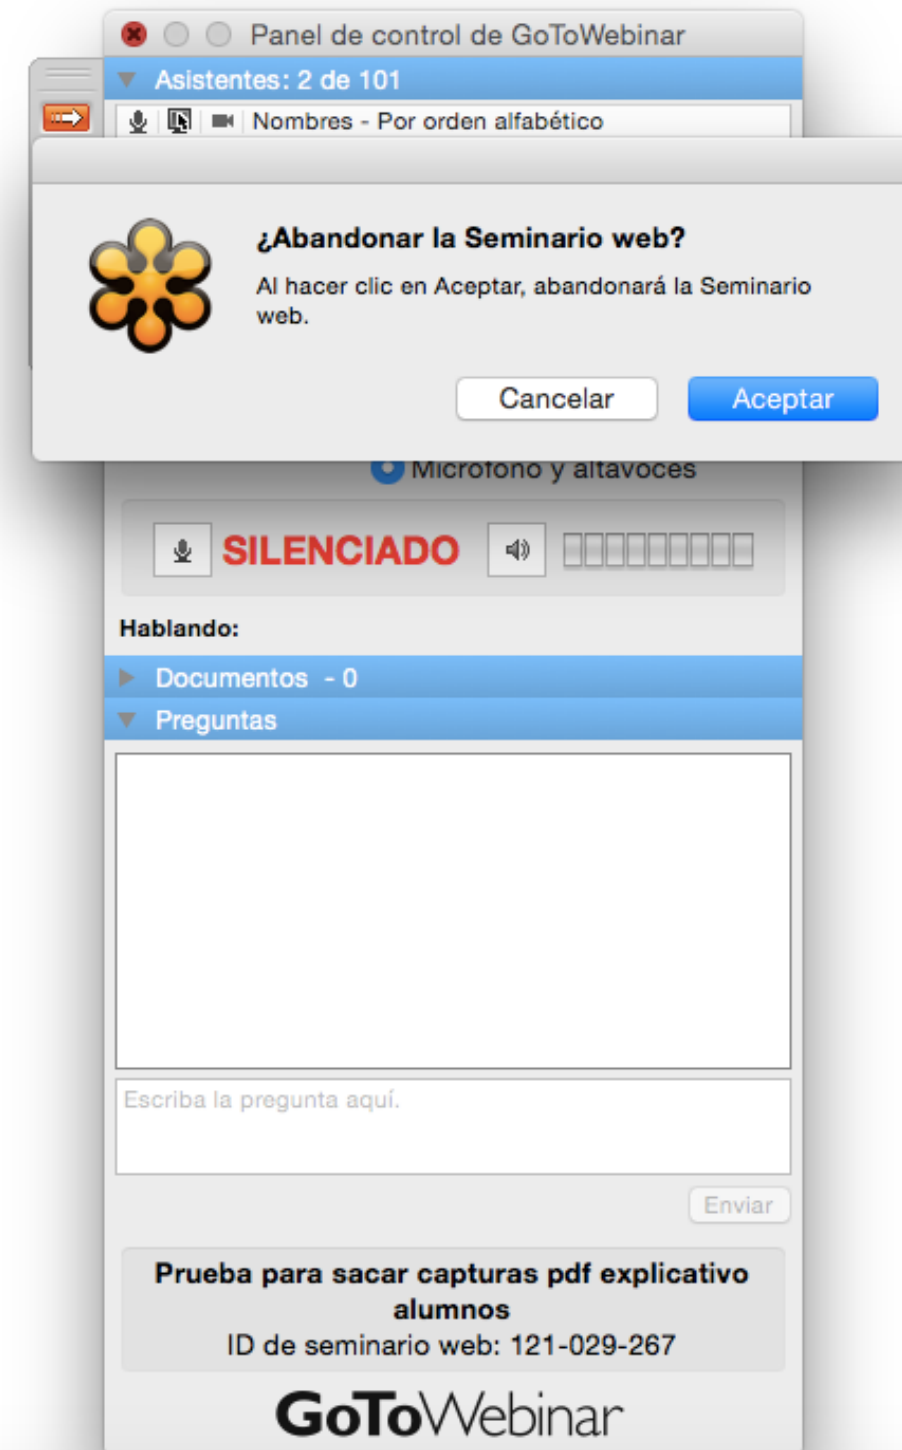 Panel de control de GoToWebinar
Asistentes: 2 de 101
Nombres - Por orden alfabético
¿Abandonar la Seminario web?
Al hacer clic en Aceptar, abandonará la Seminario
web.
Cancelar
Aceptar
Micrófono y altavoces
SILENCIADO
Hablando:
Documentos - 0
Preguntas
Escriba la pregunta aquí.
Enviar
Prueba para sacar capturas pdf explicativo
alumnos
ID de seminario web: 121-029-267
GoToWebinar